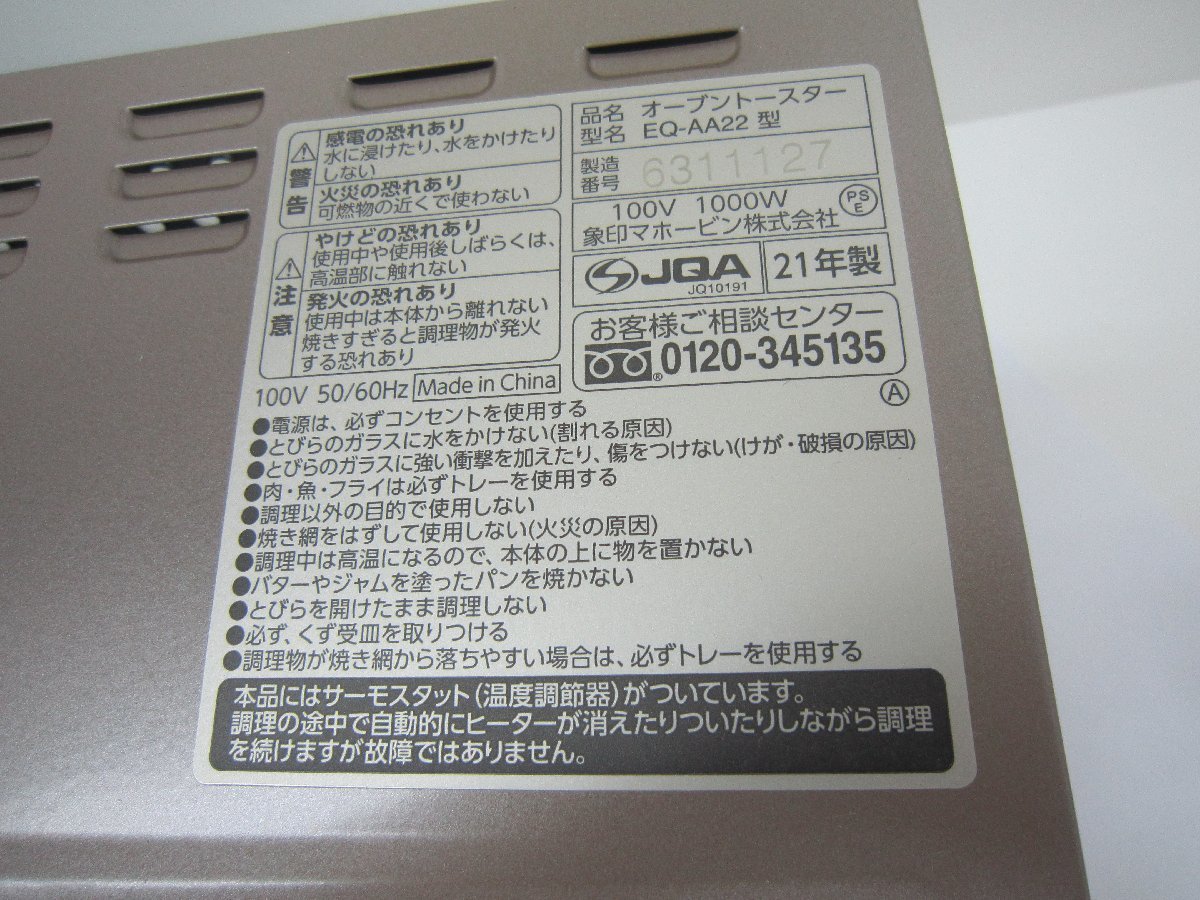 警告
感電の恐れあり
水に浸けたり、水をかけたり
しない
火災の恐れあり
可燃物の近くで使わない
注意
やけどの恐れあり
使用中や使用後しばらくは、
高温部に触れない
発火の恐れあり
使用中は本体から離れない
焼きすぎると調理物が発火
する恐れあり
100V 50/60Hz Made in China
品名 オーブントースター
型名 EQ-AA22 型
製造
番号 6311127
100V 1000W
PS
E
象印マホービン株式会社
JQA
JQ10191
21年製
お客様ご相談センター
0120-345135
®
A
●電源は、必ずコンセントを使用する
●とびらのガラスに水をかけない(割れる原因)
●とびらのガラスに強い衝撃を加えたり、傷をつけない(けが・破損の原因)
●肉・魚・フライは必ずトレーを使用する
●調理以外の目的で使用しない
●焼き網をはずして使用しない(火災の原因)
●調理中は高温になるので、本体の上に物を置かない
●バターやジャムを塗ったパンを焼かない
●とびらを開けたまま調理しない
●必ず、くず受皿を取りつける
●調理物が焼き網から落ちやすい場合は、必ずトレーを使用する
本品にはサーモスタット(温度調節器)がついています。
調理の途中で自動的にヒーターが消えたりついたりしながら調理
を続けますが故障ではありません。